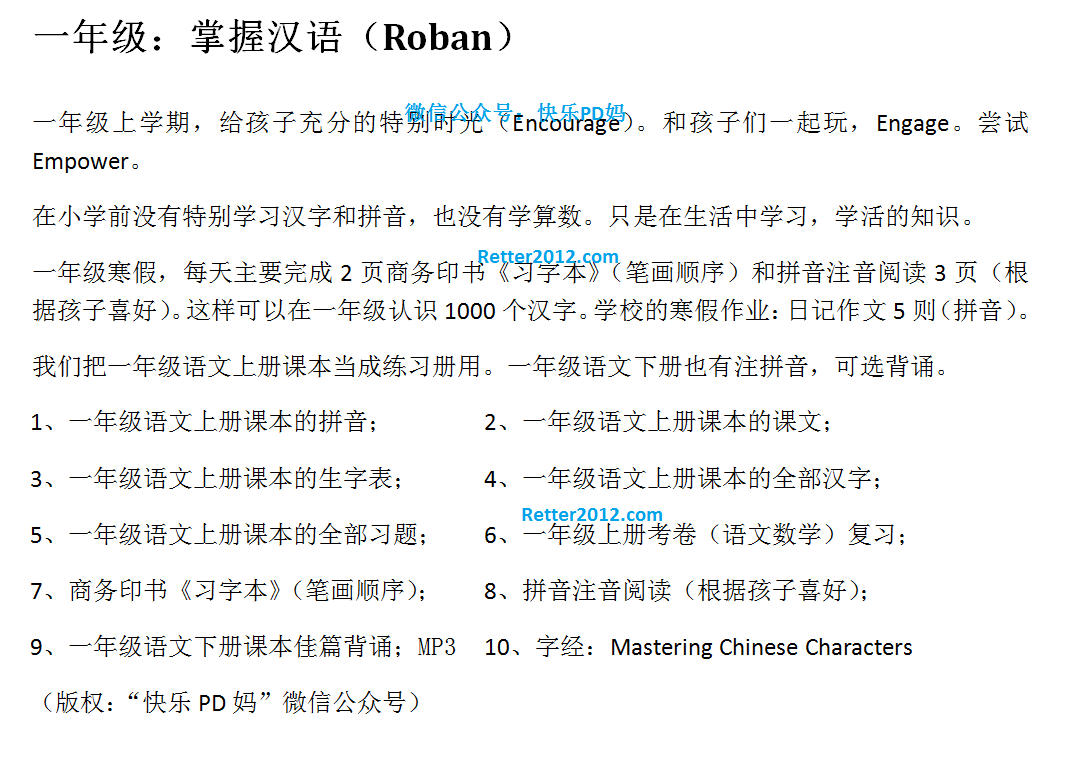 一年级：掌握汉语（Roban）
微信公众号：快乐PD妈
一年级上学期，给孩子充分的特别时光（Encourage）。和孩子们一起玩，Engage。尝试
Empower。
在小学前没有特别学习汉字和拼音，也没有学算数。只是在生活中学习，学活的知识。
Retter2012.com
一年级寒假，每天主要完成 2 页商务印书《习字本》（笔画顺序）和拼音注音阅读 3 页（根
据孩子喜好）。这样可以在一年级认识 1000 个汉字。学校的寒假作业：日记作文 5 则（拼音）。
我们把一年级语文上册课本当成练习册用。一年级语文下册也有注拼音，可选背诵。
1、一年级语文上册课本的拼音； 2、一年级语文上册课本的课文；
3、一年级语文上册课本的生字表； 4、一年级语文上册课本的全部汉字；
Retter2012.com
5、一年级语文上册课本的全部习题； 6、一年级上册考卷（语文数学）复习；
7、商务印书《习字本》（笔画顺序）； 8、拼音注音阅读（根据孩子喜好）；
9、一年级语文下册课本佳篇背诵；MP3 10、字经：Mastering Chinese Characters
（版权：“快乐 PD 妈”微信公众号）